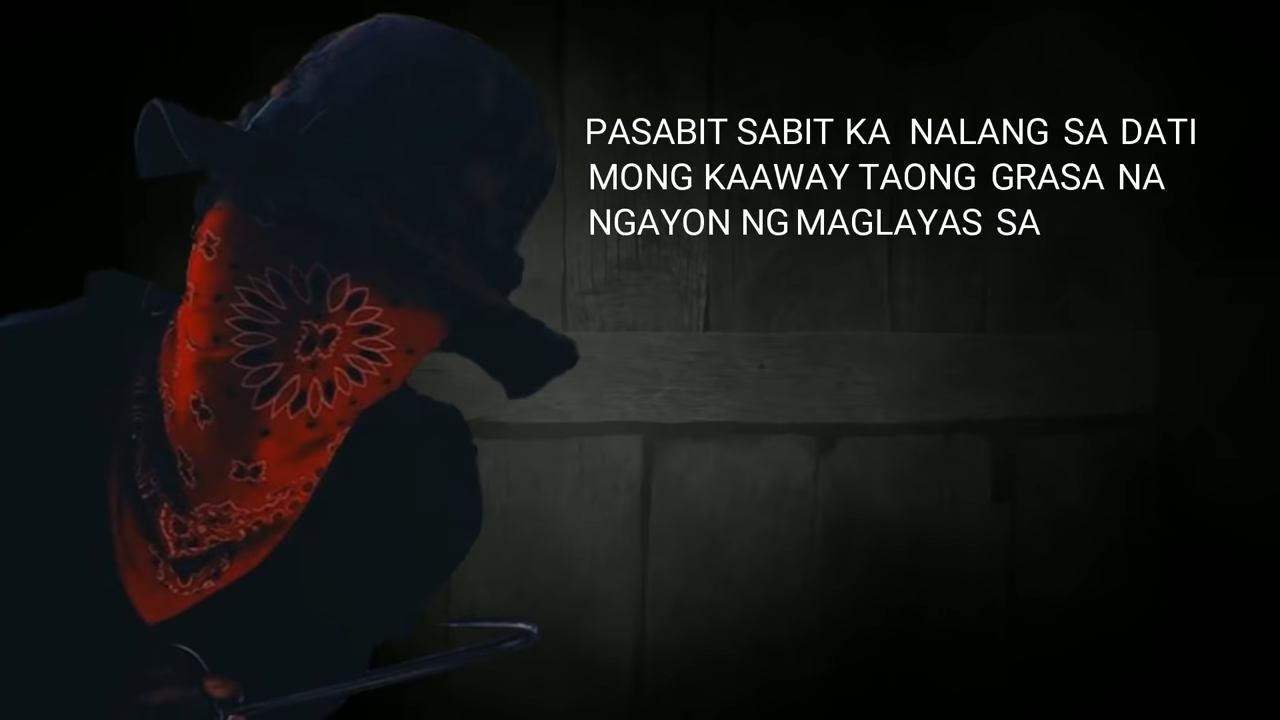 PASABIT SABIT KA NALANG SA DATI
MONG KAAWAY TAONG GRASA NA
NGAYON NG MAGLAYAS SA